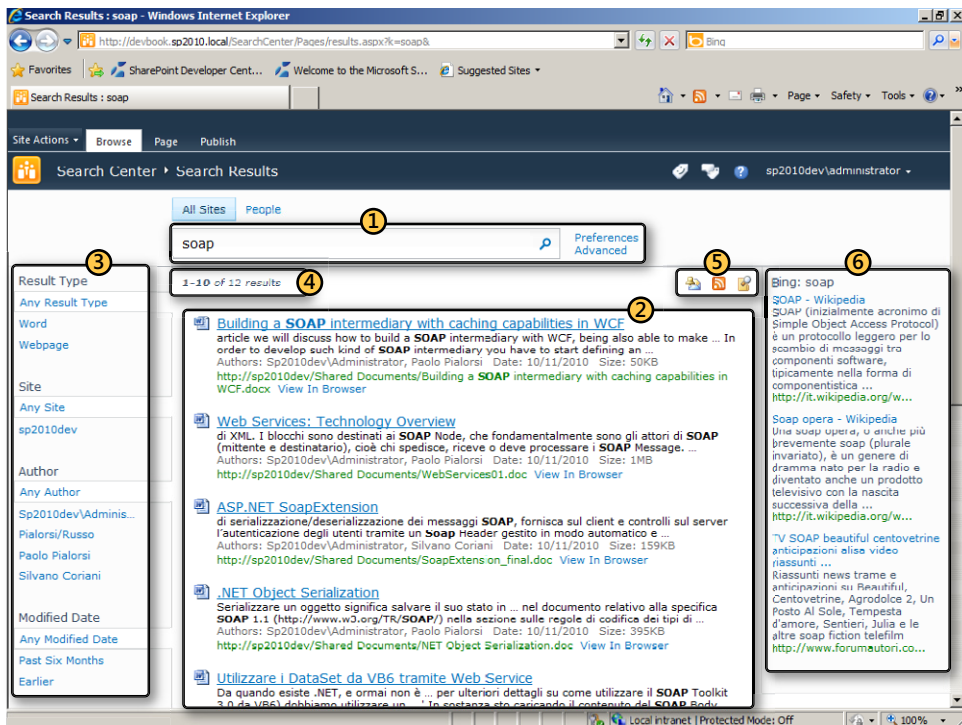 Search Results : soap - Windows Internet Explorer
http://devbook.sp2010.local/SearchCenter/Pages/results.aspx?k=soap&
Bing
Favorites
SharePoint Developer Cent...
Welcome to the Microsoft S...
Suggested Sites
Search Results : soap
Page
Safety
Tools
»
Site Actions
Browse
Page
Publish
Search Center
Search Results
sp2010dev\administrator
All Sites
People
1
soap
Preferences
Advanced
3
Result Type
Any Result Type
Word
Webpage
Site
Any Site
sp2010dev
Author
Any Author
Sp2010dev\Adminis...
Pialorsi/Russo
Paolo Pialorsi
Silvano Coriani
Modified Date
Any Modified Date
Past Six Months
Earlier
1-10 of 12 results
4
5
2
Building a SOAP intermediary with caching capabilities in WCF
article we will discuss how to build a SOAP intermediary with WCF, being also able to make ... In
order to develop such kind of SOAP intermediary you have to start defining an ...
Authors: Sp2010dev\Administrator, Paolo Pialorsi Date: 10/11/2010 Size: 50KB
http://sp2010dev/Shared Documents/Building a SOAP intermediary with caching capabilities in
WCF.docx View In Browser
Web Services: Technology Overview
di XML. I blocchi sono destinati ai SOAP Node, che fondamentalmente sono gli attori di SOAP
(mittente e destinatario), cioè chi spedisce, riceve o deve processare i SOAP Message. ...
Authors: Sp2010dev\Administrator, Paolo Pialorsi Date: 10/11/2010 Size: 1MB
http://sp2010dev/Shared Documents/WebServices01.doc View In Browser
ASP.NET SoapExtension
di serializzazione/deserializzazione dei messaggi SOAP, fornisca sul client e controlli sul server
l'autenticazione degli utenti tramite un Soap Header gestito in modo automatico e ...
Authors: Sp2010dev\Administrator, Silvano Coriani Date: 10/11/2010 Size: 159KB
http://sp2010dev/Shared Documents/SoapExtension_final.doc View In Browser
.NET Object Serialization
Serializzare un oggetto significa salvare il suo stato in ... nel documento relativo alla specifica
SOAP 1.1 (http://www.w3.org/TR/SOAP/) nella sezione sulle regole di codifica dei tipi di ...
Authors: Sp2010dev\Administrator, Paolo Pialorsi Date: 10/11/2010 Size: 395KB
http://sp2010dev/Shared Documents/NET Object Serialization.doc View In Browser
Utilizzare i DataSet da VB6 tramite Web Service
Da quando esiste .NET, e ormai non è ... per ulteriori dettagli su come utilizzare il SOAP Toolkit
3.0 da VB6) dobbiamo utilizzare un ... ' In sostanza sto caricando il contenuto del SOAP Body
6
Bing: soap
SOAP - Wikipedia
SOAP (inizialmente acronimo di
Simple Object Access Protocol)
è un protocollo leggero per lo
scambio di messaggi tra
componenti software,
tipicamente nella forma di
componentistica ...
http://it.wikipedia.org/w...
Soap opera - Wikipedia
Una soap opera, o anche più
brevemente soap (plurale
invariato), è un genere di
dramma nato per la radio e
diventato anche un prodotto
televisivo con la nascita
successiva della ...
http://it.wikipedia.org/w...
TV SOAP beautiful centovetrine
anticipazioni alisa video
riassunti ...
Riassunti news trame e
anticipazioni su Beautiful,
Centovetrine, Agrodolce 2, Un
Posto Al Sole, Tempesta
d'amore, Sentieri, Julia e le
altre soap fiction telefilm
http://www.forumautori.co...
Local intranet | Protected Mode: Off
100%